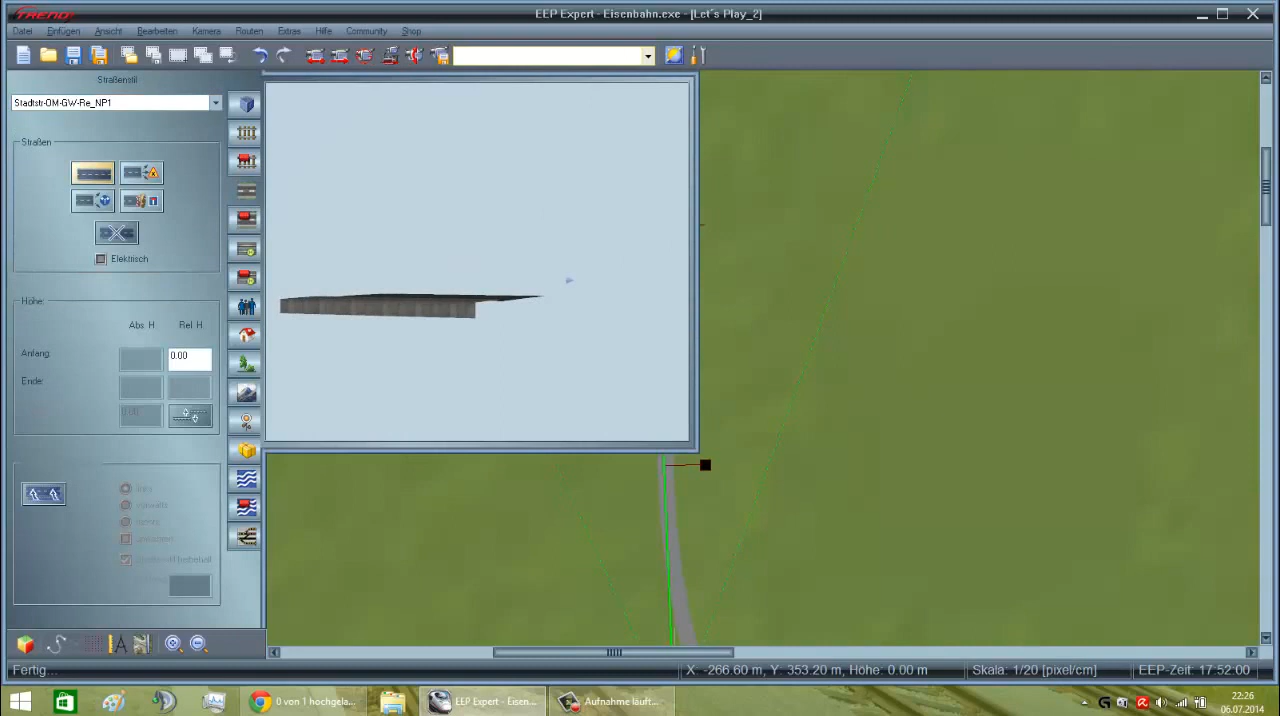 TREND
EEP Expert - Eisenbahn.exe - [Let´s Play_2]
Datei Einfügen Ansicht Bearbeiten Kamera Routen Extras Hilfe Community Shop
Straßenstil
Stadtstr-OM-GW-Re_NP1
Straßen
Elektrisch
Höhe:
Abs H Rel H
Anfang: 0.00
Ende:
0.00
links
Fertig...
X: -266.60 m, Y: 353.20 m, Höhe: 0.00 m
Skala: 1/20 [pixel/cm]
EEP-Zeit: 17:52:00
0 von 1 hochgela...
EEP Expert - Eisen...
Aufnahme läuft...
22:26
06.07.2014